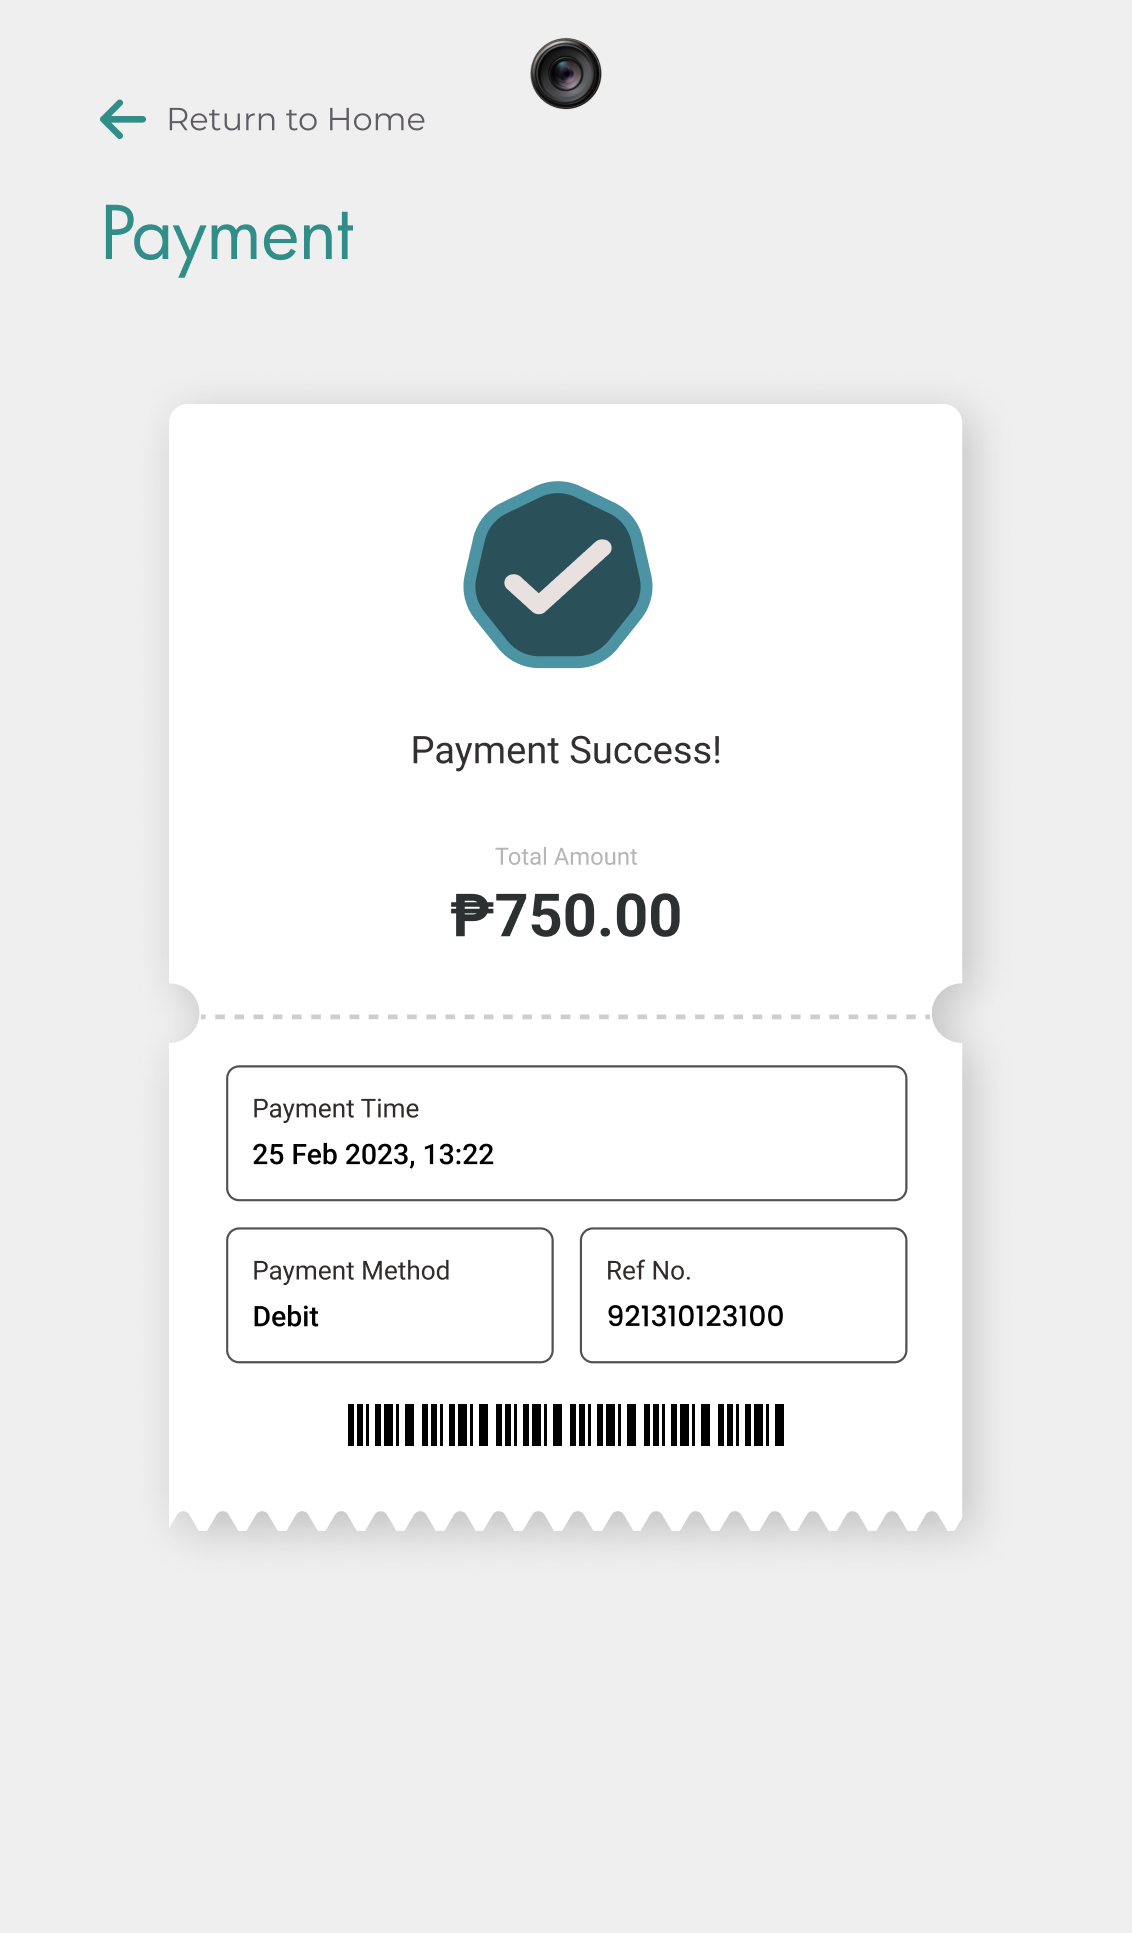 Return to Home
Payment
Payment Success!
Total Amount
₱750.00
Payment Time
25 Feb 2023, 13:22
Payment Method
Debit
Ref No.
921310123100